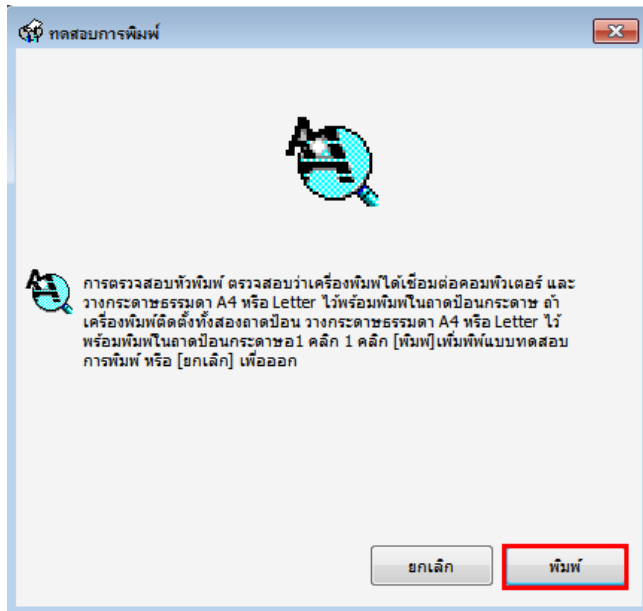 ทดสอบการพิมพ์
การตรวจสอบหัวพิมพ์ ตรวจสอบว่าเครื่องพิมพ์ได้เชื่อมต่อคอมพิวเตอร์ และ
วางกระดาษธรรมดา A4 หรือ Letter ไว้พร้อมพิมพ์ในถาดป้อนกระดาษ ถ้า
เครื่องพิมพ์ติดตั้งทั้งสองถาดป้อน วางกระดาษธรรมดา A4 หรือ Letter ไว้
พร้อมพิมพ์ในถาดป้อนกระดาษอ1 คลิก 1 คลิก [พิมพ์]เพิ่มพิพ์แบบทดสอบ
การพิมพ์ หรือ [ยกเลิก] เพื่อออก
ยกเลิก
พิมพ์